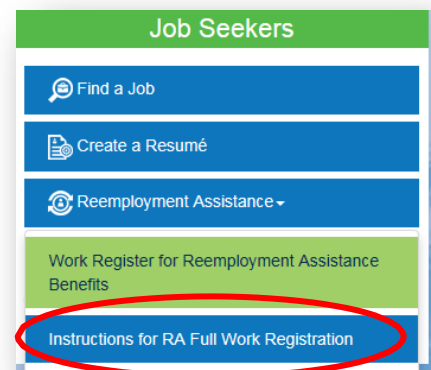 Job Seekers
Find a Job
Create a Resumé
Reemployment Assistance
Work Register for Reemployment Assistance
Benefits
Instructions for RA Full Work Registration